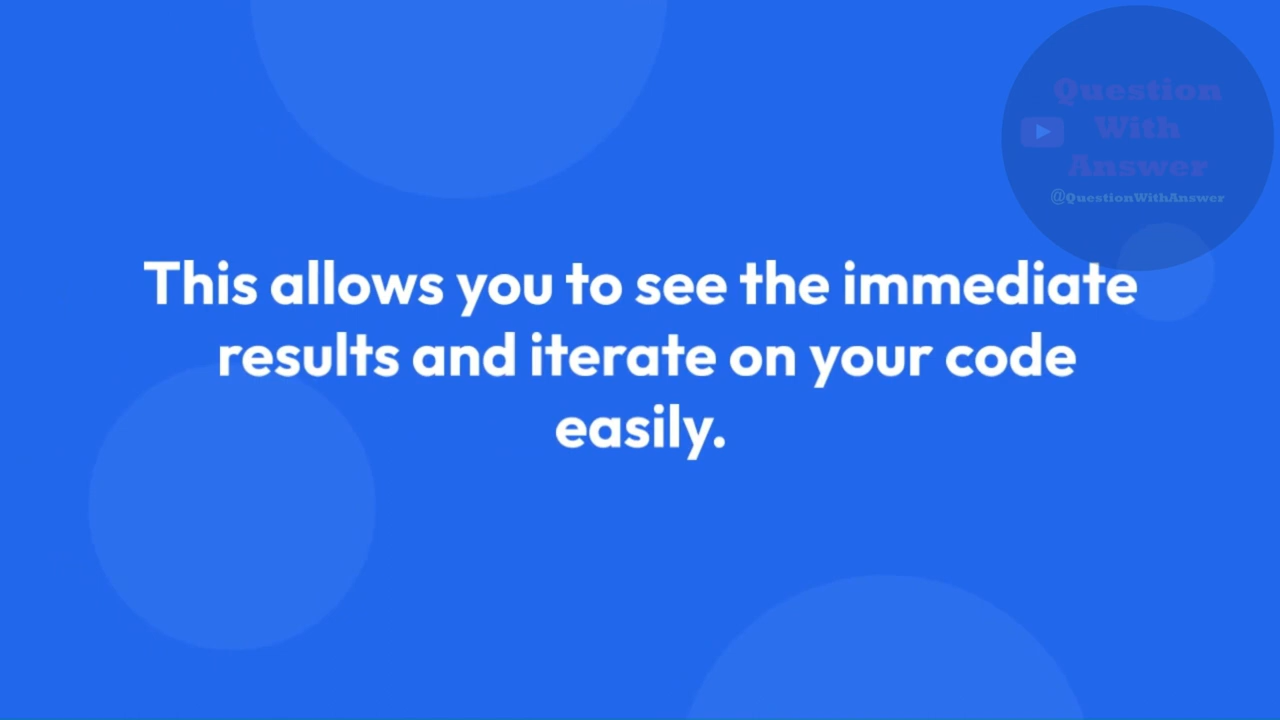 Question
With
Answer
@QuestionWithAnswer
This allows you to see the immediate
results and iterate on your code
easily.